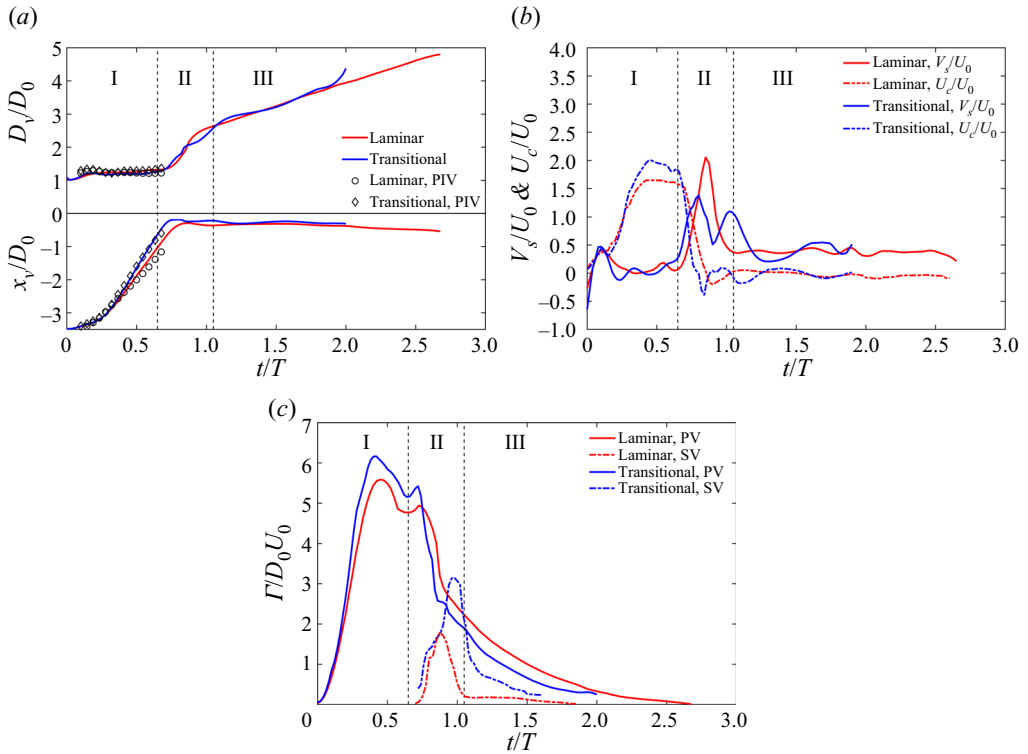 (a)
5
4
3
2
1
0
−1
−2
−3
D_v/D_0
x_v/D_0
I
II
III
Laminar
Transitional
Laminar, PIV
Transitional, PIV
0
0.5
1.0
1.5
2.0
2.5
3.0
t/T
(b)
4.0
3.5
3.0
2.5
2.0
1.5
1.0
0.5
0
−0.5
−1.0
V_s/U_0 & U_c/U_0
I
II
III
Laminar, V_s/U_0
Laminar, U_c/U_0
Transitional, V_s/U_0
Transitional, U_c/U_0
0
0.5
1.0
1.5
2.0
2.5
3.0
t/T
(c)
7
6
5
4
3
2
1
0
Γ/D_0U_0
I
II
III
Laminar, PV
Laminar, SV
Transitional, PV
Transitional, SV
0.5
1.0
1.5
2.0
2.5
3.0
t/T